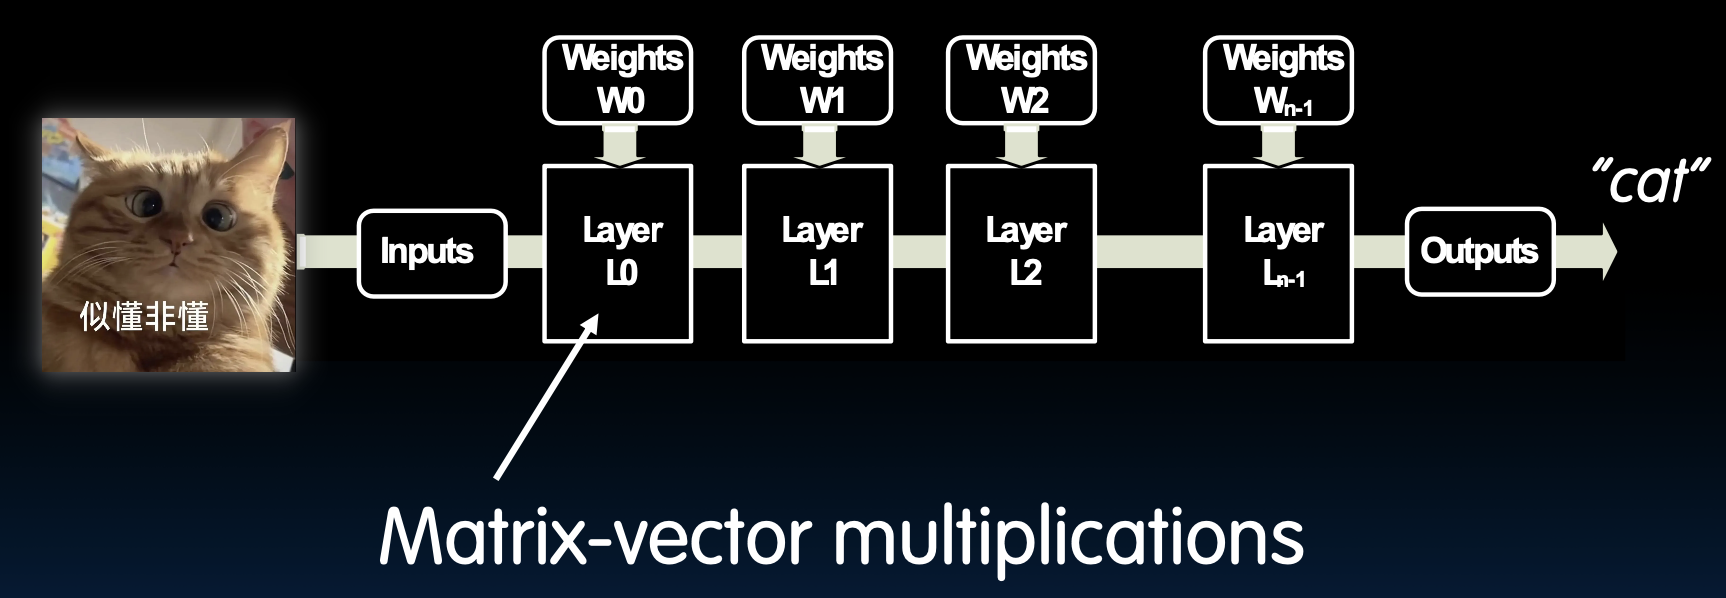 Weights
W0
Weights
W1
Weights
W2
Weights
Wn-1
"cat"
似懂非懂
Inputs
Layer
L0
Layer
L1
Layer
L2
Layer
Ln-1
Outputs
Matrix-vector multiplications